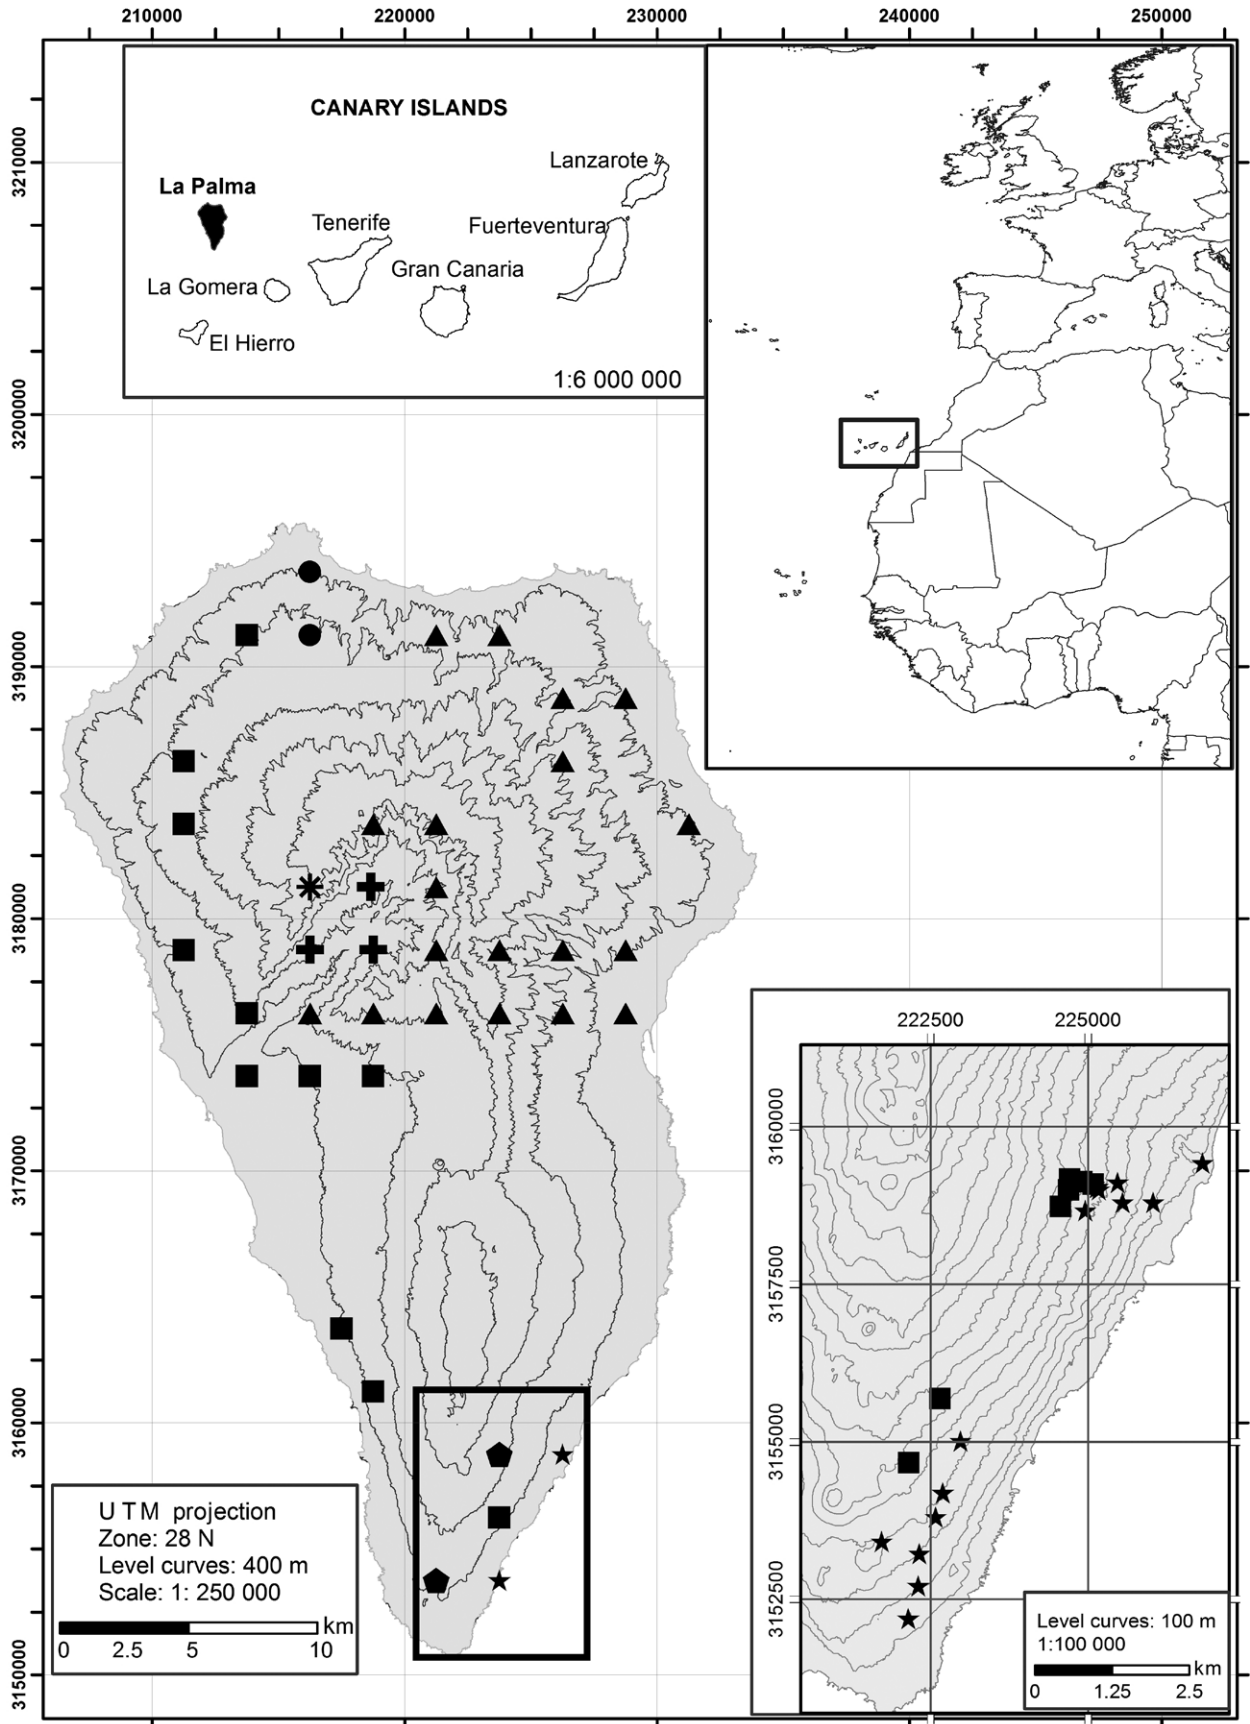 210000 220000 230000 240000 250000
3210000
3200000
3190000
3180000
3170000
3160000
3150000
CANARY ISLANDS
Lanzarote
La Palma
Tenerife
Fuerteventura
Gran Canaria
La Gomera
El Hierro
1:6 000 000
UTM projection
Zone: 28 N
Level curves: 400 m
Scale: 1: 250 000
km
0 2.5 5 10
222500 225000
3160000
3157500
3155000
3152500
Level curves: 100 m
1:100 000
km
0 1.25 2.5